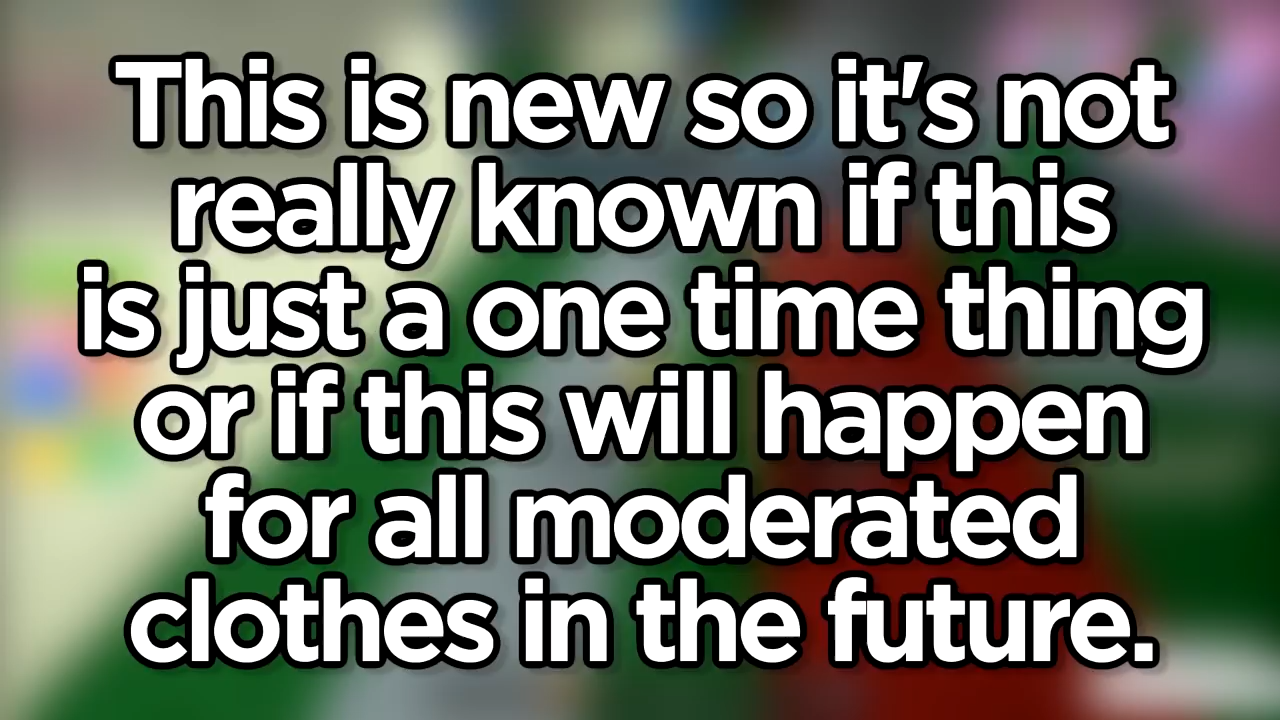 This is new so it's not
really known if this
is just a one time thing
or if this will happen
for all moderated
clothes in the future.